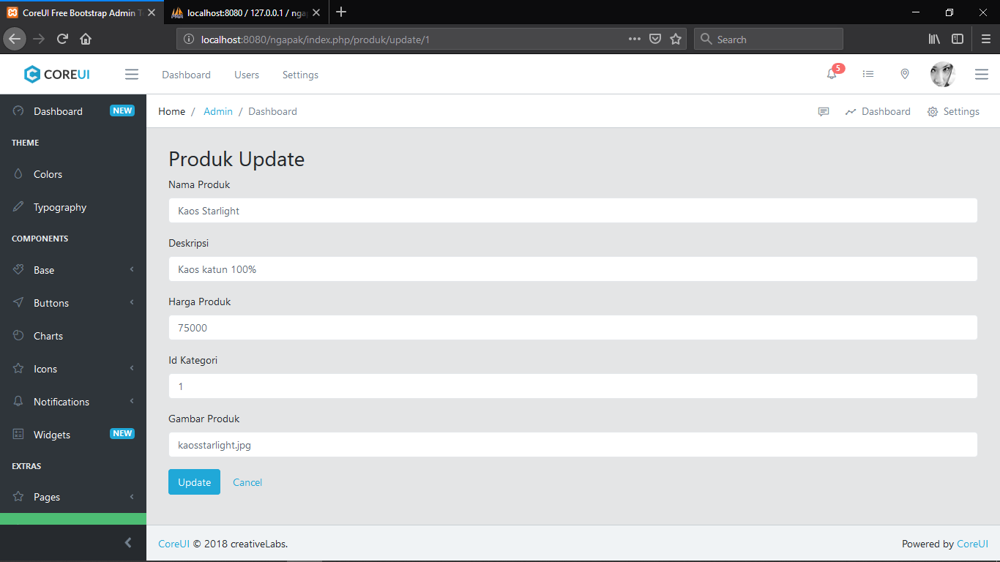 CoreUI Free Bootstrap Admin T
localhost:8080 / 127.0.0.1 / nga
localhost:8080/ngapak/index.php/produk/update/1
Search
COREUI
Dashboard
Users
Settings
5
Dashboard NEW
Home / Admin / Dashboard
Dashboard
Settings
THEME
Colors
Typography
COMPONENTS
Base
Buttons
Charts
Icons
Notifications
Widgets NEW
EXTRAS
Pages
Produk Update
Nama Produk
Kaos Starlight
Deskripsi
Kaos katun 100%
Harga Produk
75000
Id Kategori
1
Gambar Produk
kaosstarlight.jpg
Update Cancel
CoreUI © 2018 creativeLabs.
Powered by CoreUI